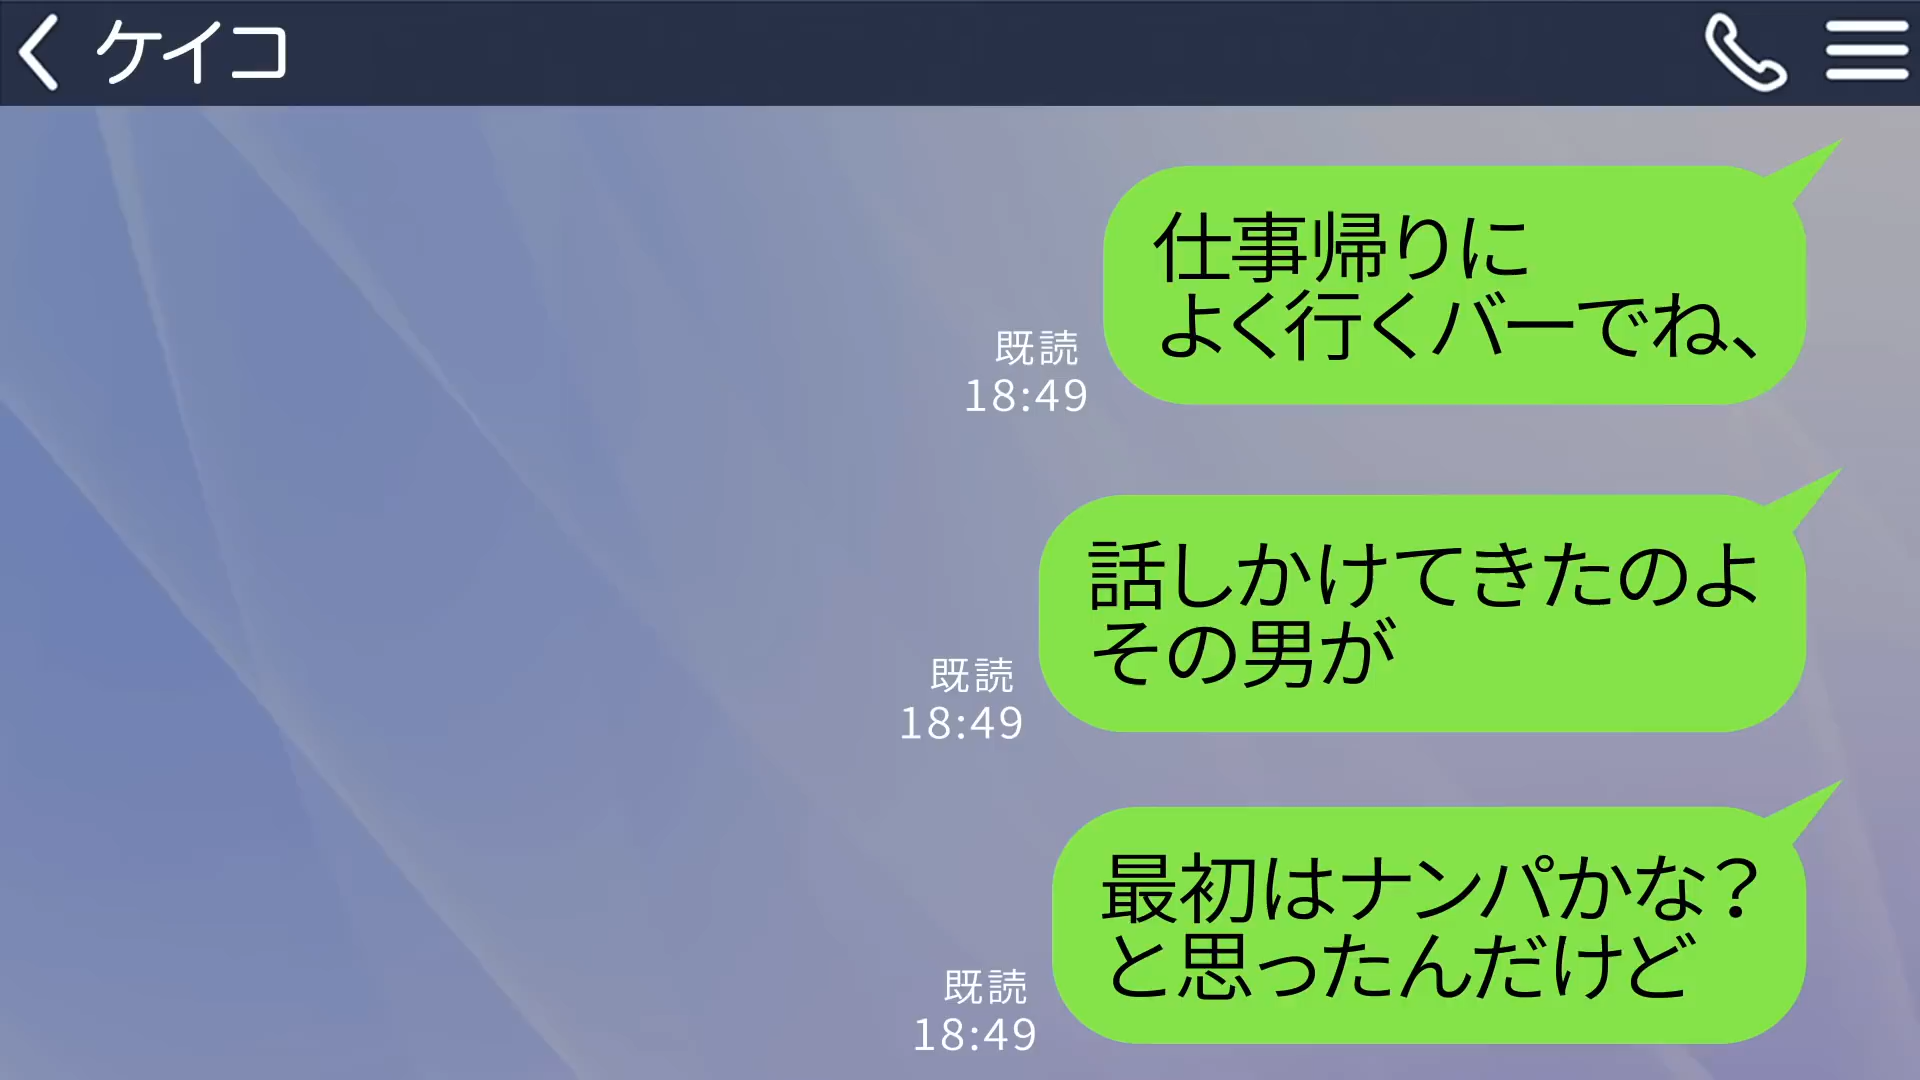 ケイコ
仕事帰りに
よく行くバーでね、
既読
18:49
話しかけてきたのよ
その男が
既読
18:49
最初はナンパかな？
と思ったんだけど
既読
18:49